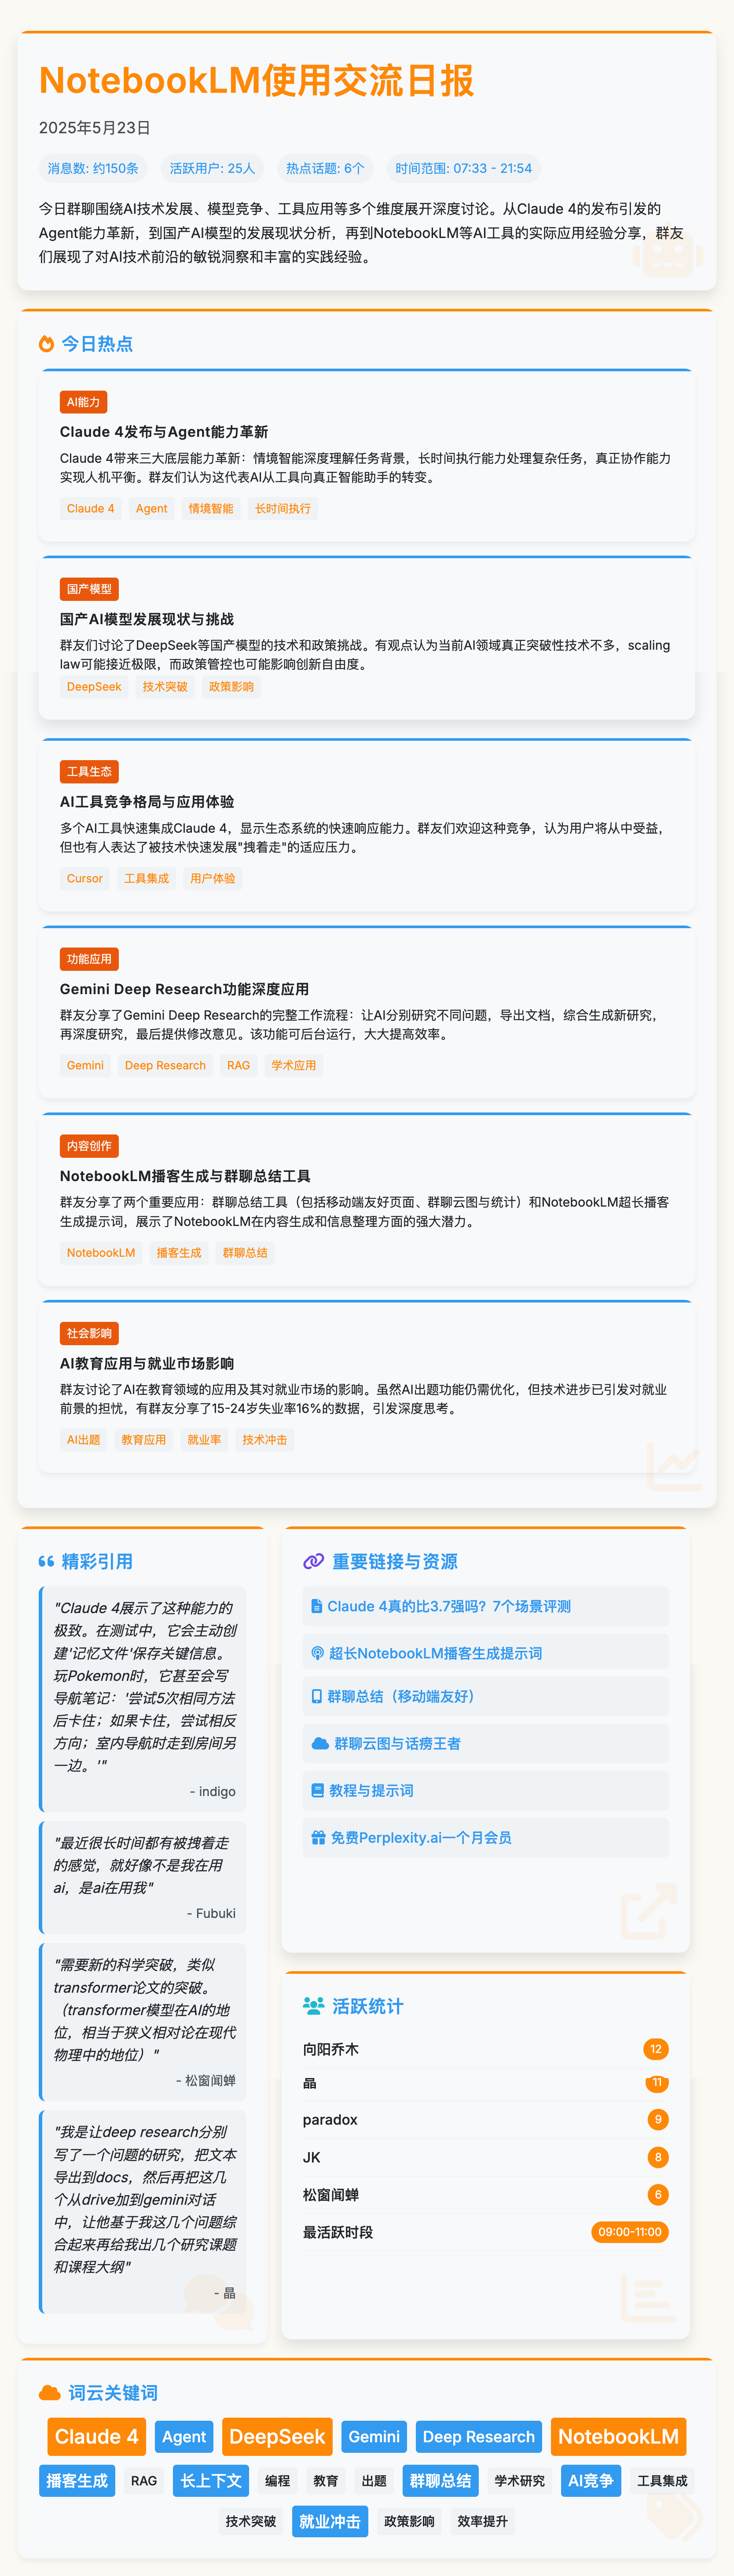 NotebookLM使用交流日报
2025年5月23日
消息数: 约150条
活跃用户: 25人
热点话题: 6个
时间范围: 07:33 - 21:54
今日群聊围绕AI技术发展、模型竞争、工具应用等多个维度展开深度讨论。从Claude 4的发布引发的
Agent能力革新，到国产AI模型的发展现状分析，再到NotebookLM等AI工具的实际应用经验分享，群友
们展现了对AI技术前沿的敏锐洞察和丰富的实践经验。
今日热点
AI能力
Claude 4发布与Agent能力革新
Claude 4带来三大底层能力革新：情境智能深度理解任务背景，长时间执行能力处理复杂任务，真正协作能力
实现人机平衡。群友们认为这代表AI从工具向真正智能助手的转变。
Claude 4
Agent
情境智能
长时间执行
国产模型
国产AI模型发展现状与挑战
群友们讨论了DeepSeek等国产模型的技术和政策挑战。有观点认为当前AI领域真正突破性技术不多，scaling
law可能接近极限，而政策管控也可能影响创新自由度。
DeepSeek
技术突破
政策影响
工具生态
AI工具竞争格局与应用体验
多个AI工具快速集成Claude 4，显示生态系统的快速响应能力。群友们欢迎这种竞争，认为用户将从中受益，
但也有人表达了被技术快速发展"拽着走"的适应压力。
Cursor
工具集成
用户体验
功能应用
Gemini Deep Research功能深度应用
群友分享了Gemini Deep Research的完整工作流程：让AI分别研究不同问题，导出文档，综合生成新研究，
再深度研究，最后提供修改意见。该功能可后台运行，大大提高效率。
Gemini
Deep Research
RAG
学术应用
内容创作
NotebookLM播客生成与群聊总结工具
群友分享了两个重要应用：群聊总结工具（包括移动端友好页面、群聊云图与统计）和NotebookLM超长播客
生成提示词，展示了NotebookLM在内容生成和信息整理方面的强大潜力。
NotebookLM
播客生成
群聊总结
社会影响
AI教育应用与就业市场影响
群友讨论了AI在教育领域的应用及其对就业市场的影响。虽然AI出题功能仍需优化，但技术进步已引发对就业
前景的担忧，有群友分享了15-24岁失业率16%的数据，引发深度思考。
AI出题
教育应用
就业率
技术冲击
精彩引用
"Claude 4展示了这种能力的
极致。在测试中，它会主动创
建'记忆文件'保存关键信息。
玩Pokemon时，它甚至会写
导航笔记：'尝试5次相同方法
后卡住；如果卡住，尝试相反
方向；室内导航时走到房间另
一边。'"
- indigo
"最近很长时间都有被拽着走
的感觉，就好像不是我在用
ai，是ai在用我"
- Fubuki
"需要新的科学突破，类似
transformer论文的突破。
（transformer模型在AI的地
位，相当于狭义相对论在现代
物理中的地位）"
- 松窗闻蝉
"我是让deep research分别
写了一个问题的研究，把文本
导出到docs，然后再把这几
个从drive加到gemini对话
中，让他基于我这几个问题综
合起来再给我出几个研究课题
和课程大纲"
- 晶
重要链接与资源
Claude 4真的比3.7强吗？7个场景评测
超长NotebookLM播客生成提示词
群聊总结（移动端友好）
群聊云图与话痨王者
教程与提示词
免费Perplexity.ai一个月会员
活跃统计
向阳乔木 12
晶 11
paradox 9
JK 8
松窗闻蝉 6
最活跃时段 09:00-11:00
词云关键词
Claude 4 Agent DeepSeek Gemini Deep Research NotebookLM
播客生成 RAG 长上下文 编程 教育 出题 群聊总结 学术研究 AI竞争 工具集成
技术突破 就业冲击 政策影响 效率提升